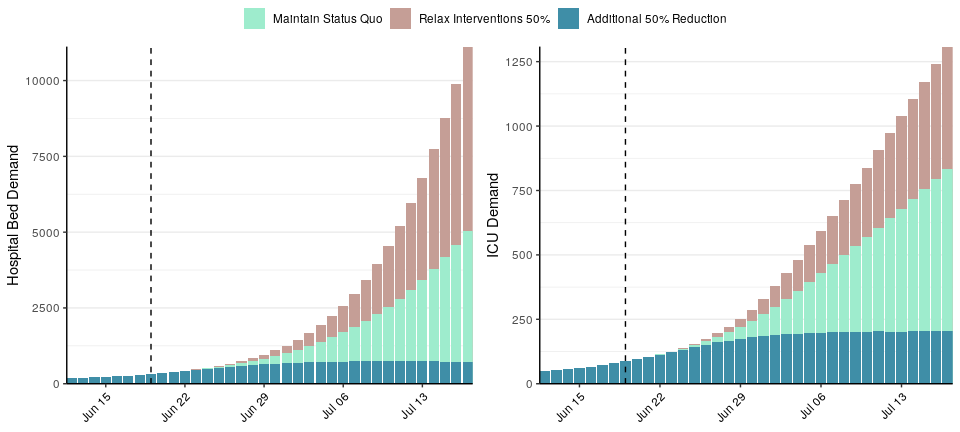 Maintain Status Quo Relax Interventions 50% Additional 50% Reduction
Hospital Bed Demand
10000
7500
5000
2500
0
Jun 15 Jun 22 Jun 29 Jul 06 Jul 13
ICU Demand
1250
1000
750
500
250
0
Jun 15 Jun 22 Jun 29 Jul 06 Jul 13